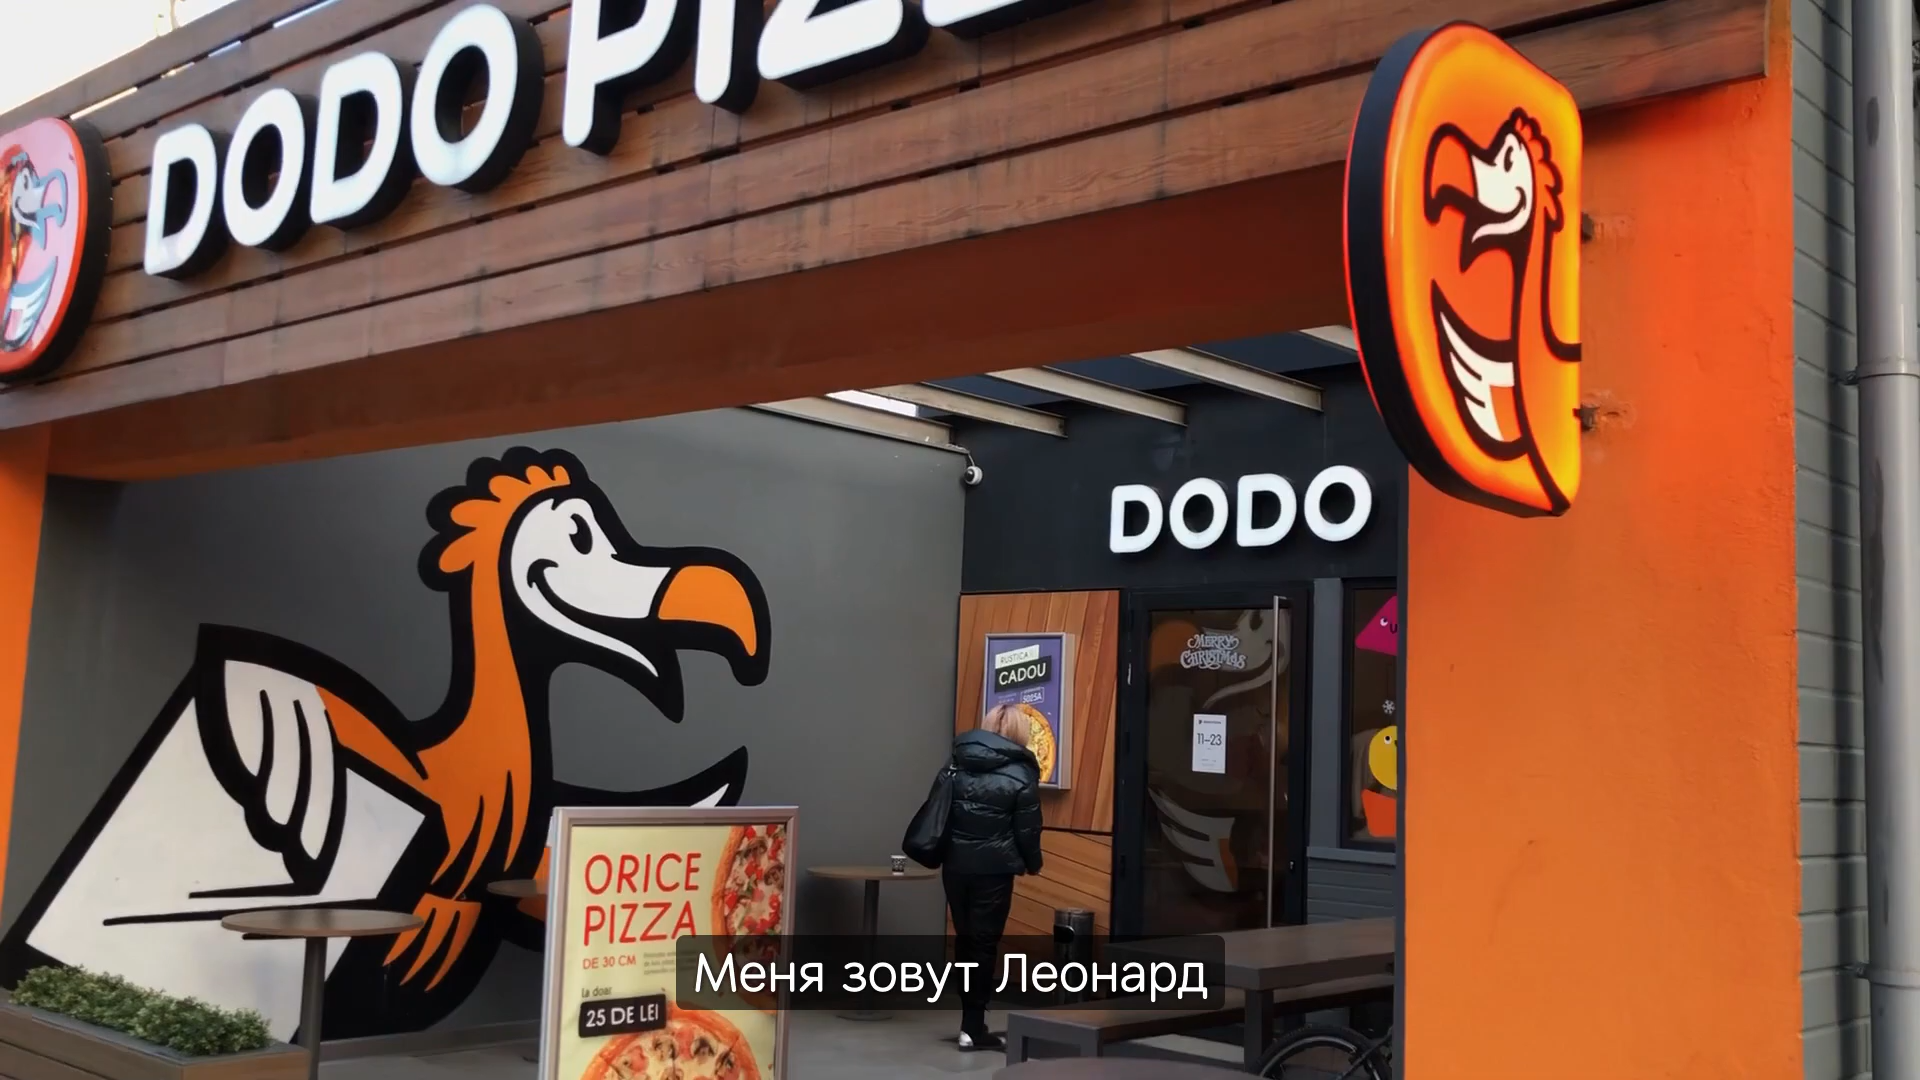 DODO PIZZ
DODO
MERRY
CHRISTMAS
RUSTICA
CADOU
11–23
ORICE
PIZZA
DE 30 CM
la doar
25 DE LEI
Меня зовут Леонард